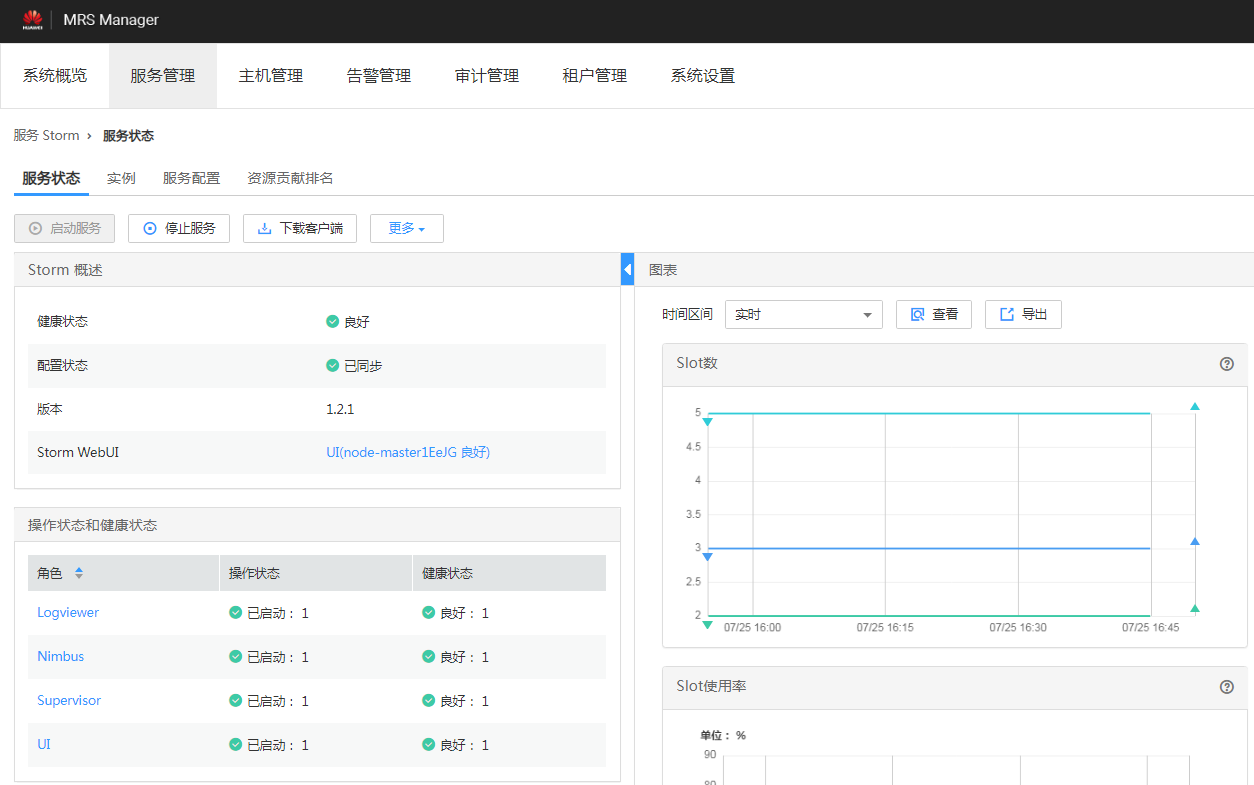 HUAWEI MRS Manager
系统概览 服务管理 主机管理 告警管理 审计管理 租户管理 系统设置
服务 Storm › 服务状态
服务状态 实例 服务配置 资源贡献排名
启动服务 停止服务 下载客户端 更多
Storm 概述
健康状态 良好
配置状态 已同步
版本 1.2.1
Storm WebUI UI(node-master1EeJG 良好)
操作状态和健康状态
角色 操作状态 健康状态
Logviewer 已启动： 1 良好： 1
Nimbus 已启动： 1 良好： 1
Supervisor 已启动： 1 良好： 1
UI 已启动： 1 良好： 1
图表
时间区间 实时 查看 导出
Slot数
5
4.5
4
3.5
3
2.5
2
07/25 16:00 07/25 16:15 07/25 16:30 07/25 16:45
Slot使用率
单位： %
90
80